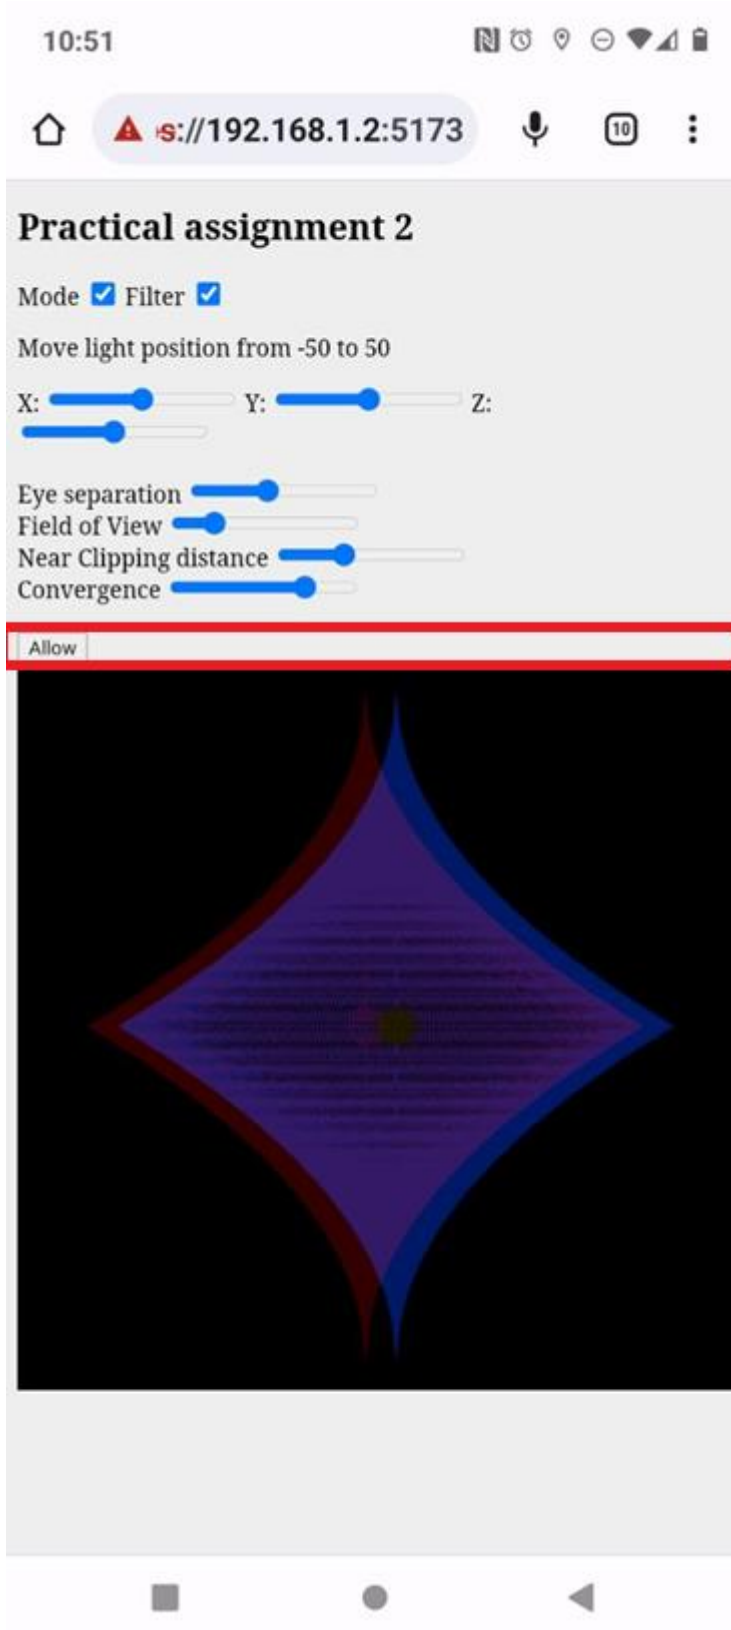 10:51
s://192.168.1.2:5173
10
Practical assignment 2
Mode Filter
Move light position from -50 to 50
X: Y: Z:
Eye separation
Field of View
Near Clipping distance
Convergence
Allow